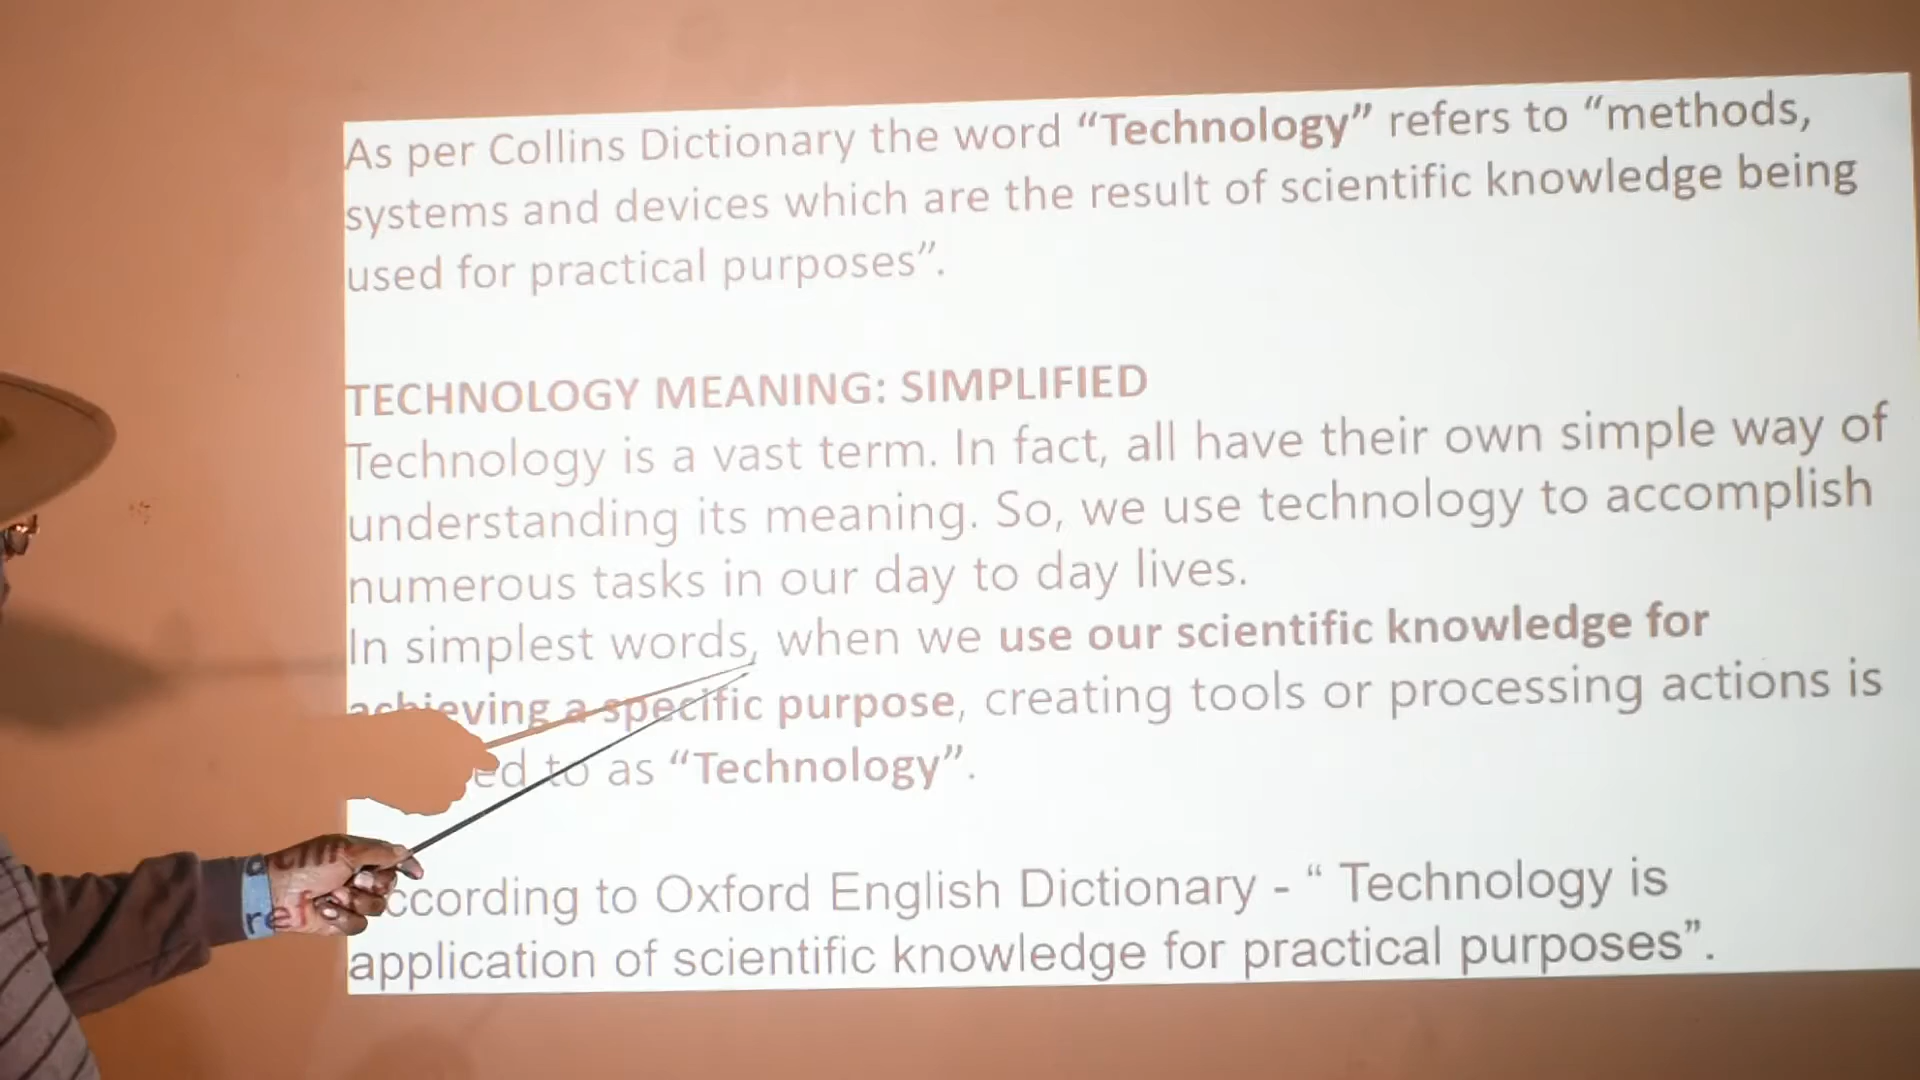 As per Collins Dictionary the word “Technology” refers to “methods,
systems and devices which are the result of scientific knowledge being
used for practical purposes”.
TECHNOLOGY MEANING: SIMPLIFIED
Technology is a vast term. In fact, all have their own simple way of
understanding its meaning. So, we use technology to accomplish
numerous tasks in our day to day lives.
In simplest words, when we use our scientific knowledge for
achieving a specific purpose, creating tools or processing actions is
to as “Technology”.
to Oxford English Dictionary - “ Technology is
application of scientific knowledge for practical purposes”.